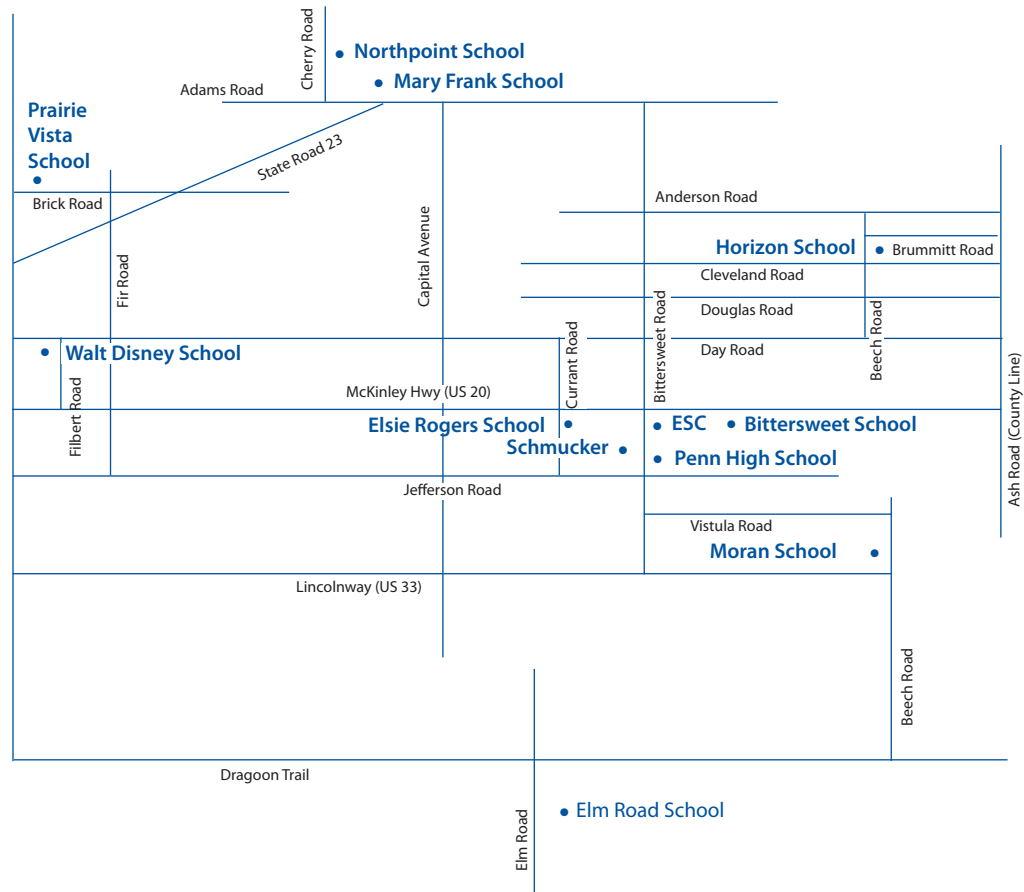 Cherry Road
Northpoint School
Mary Frank School
Adams Road
Prairie
Vista
School
State Road 23
Brick Road
Anderson Road
Capital Avenue
Horizon School
Brummitt Road
Cleveland Road
Fir Road
Bittersweet Road
Douglas Road
Beech Road
Currant Road
Walt Disney School
Day Road
Ash Road (County Line)
McKinley Hwy (US 20)
Filbert Road
Elsie Rogers School
ESC
Bittersweet School
Schmucker
Penn High School
Jefferson Road
Vistula Road
Moran School
Lincolnway (US 33)
Beech Road
Dragoon Trail
Elm Road
Elm Road School